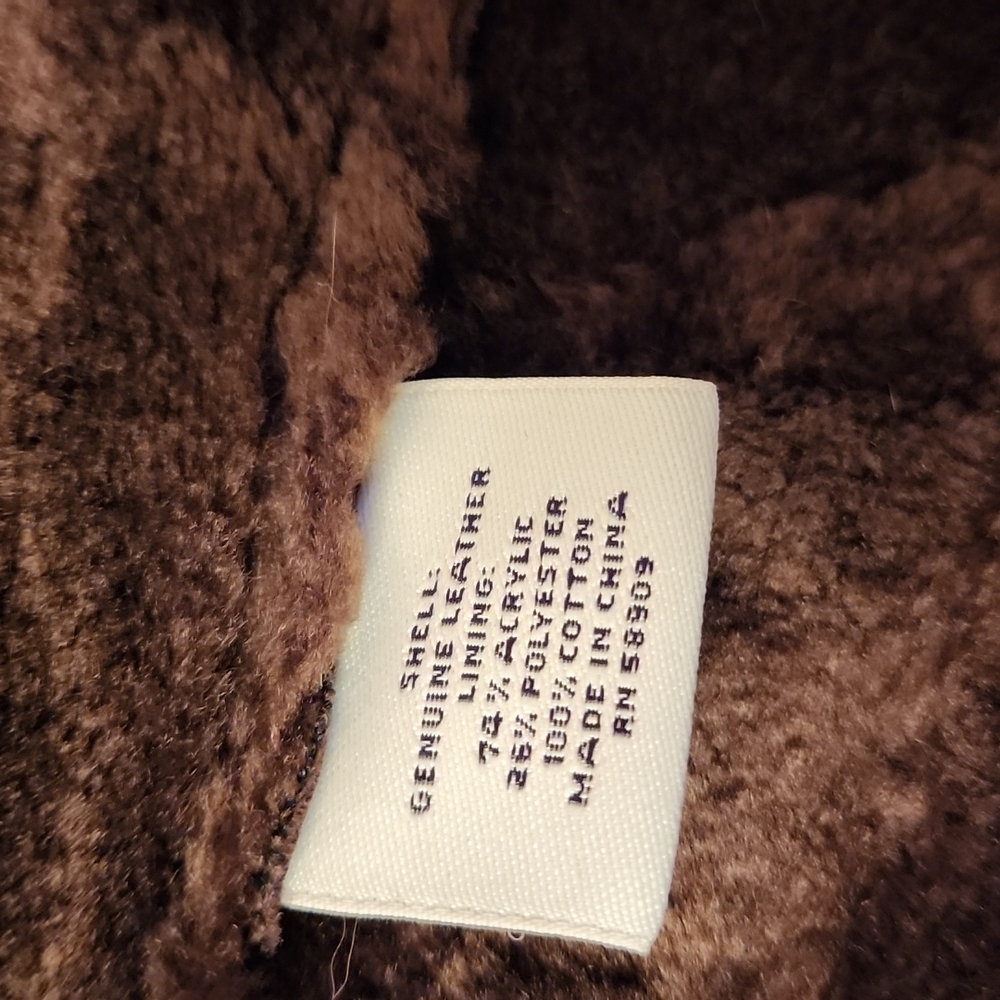 SHELL:
GENUINE LEATHER
LINING:
74% ACRYLIC
26% POLYESTER
100% COTTON
MADE IN CHINA
RN 58909